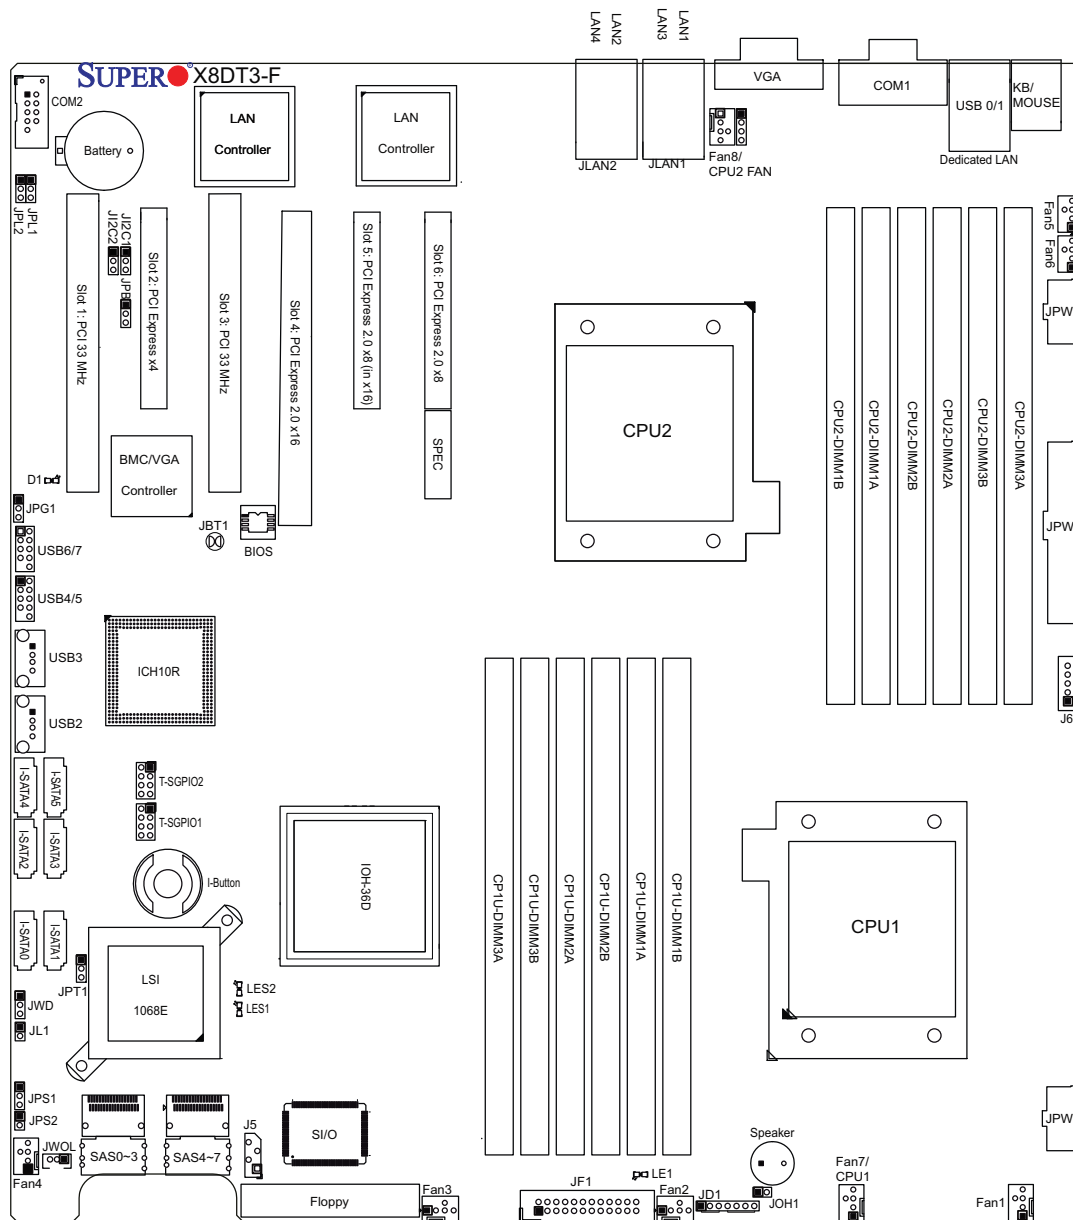 LAN4
LAN2
LAN3
LAN1
SUPER X8DT3-F
COM2
LAN
Controller
LAN
Controller
VGA
COM1
USB 0/1
KB/
MOUSE
Battery
JLAN2
JLAN1
Fan8/
CPU2 FAN
Dedicated LAN
JPL2
JPL1
JI2C2
JI2C1
JPB
Fan5
Fan6
Slot 1: PCI 33 MHz
Slot 2: PCI Express x4
Slot 3: PCI 33 MHz
Slot 4: PCI Express 2.0 x16
Slot 5: PCI Express 2.0 x8 (in x16)
Slot 6: PCI Express 2.0 x8
SPEC
JPW
CPU2
CPU2-DIMM1B
CPU2-DIMM1A
CPU2-DIMM2B
CPU2-DIMM2A
CPU2-DIMM3B
CPU2-DIMM3A
D1
BMC/VGA
Controller
JPG1
JBT1
BIOS
JPW
USB6/7
USB4/5
USB3
ICH10R
USB2
J6
I-SATA4
I-SATA5
T-SGPIO2
T-SGPIO1
I-SATA2
I-SATA3
I-Button
IOH-36D
CP1U-DIMM3A
CP1U-DIMM3B
CP1U-DIMM2A
CP1U-DIMM2B
CP1U-DIMM1A
CP1U-DIMM1B
CPU1
I-SATA0
I-SATA1
JPT1
LSI
1068E
LES2
LES1
JWD
JL1
JPS1
JPS2
JWOL
Fan4
SAS0~3
SAS4~7
J5
SI/O
Floppy
Fan3
JF1
LE1
Fan2
JD1
Speaker
JOH1
Fan7/
CPU1
Fan1
JPW